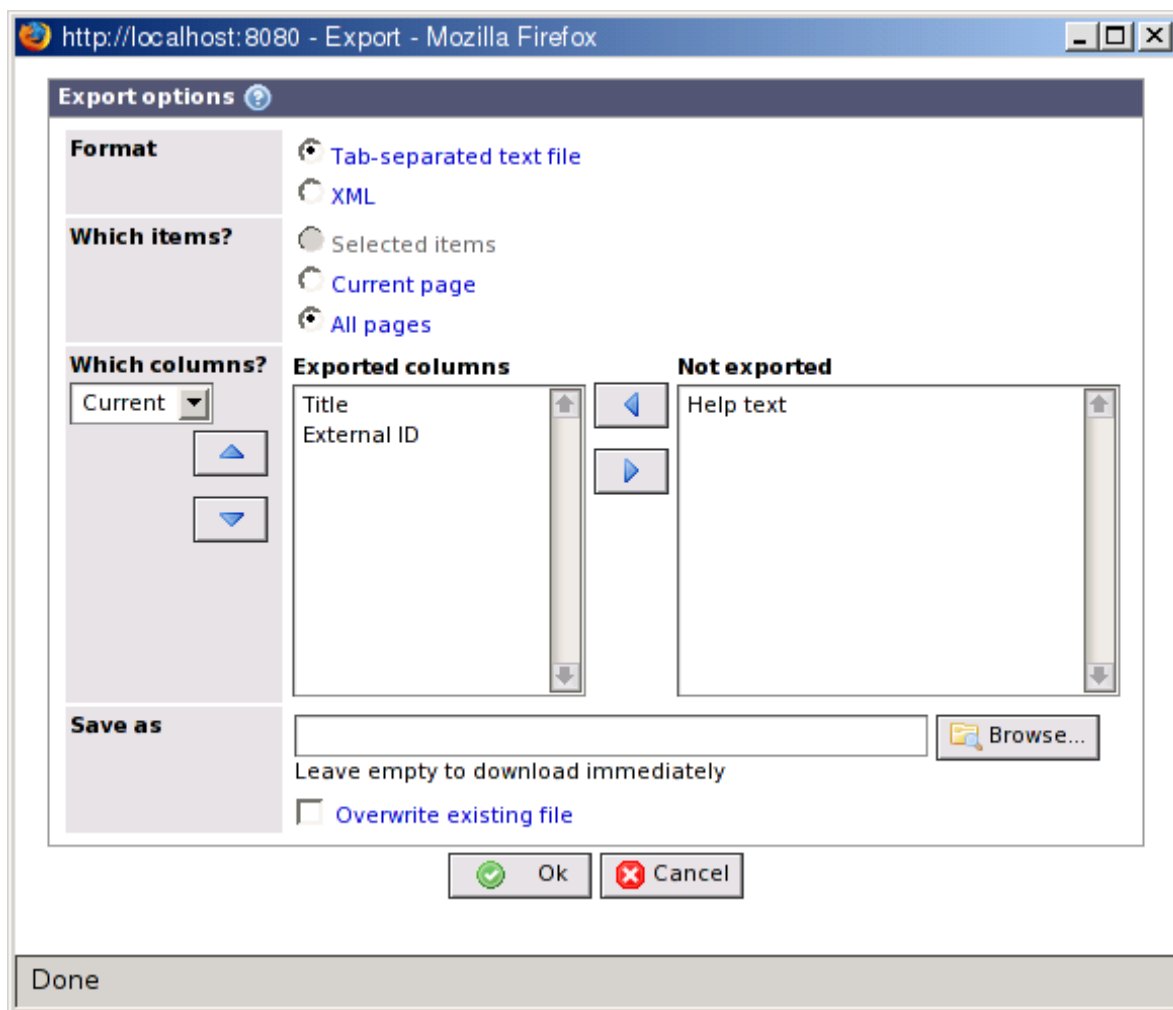 http://localhost:8080 - Export - Mozilla Firefox
Export options
Format
Tab-separated text file
XML
Which items?
Selected items
Current page
All pages
Which columns?
Exported columns
Not exported
Current
Title
Help text
External ID
Save as
Browse...
Leave empty to download immediately
Overwrite existing file
Ok
Cancel
Done